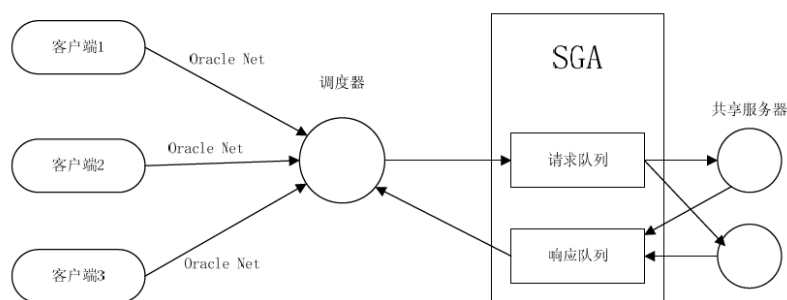 客户端1
Oracle Net
调度器
SGA
共享服务器
客户端2
Oracle Net
请求队列
客户端3
Oracle Net
响应队列